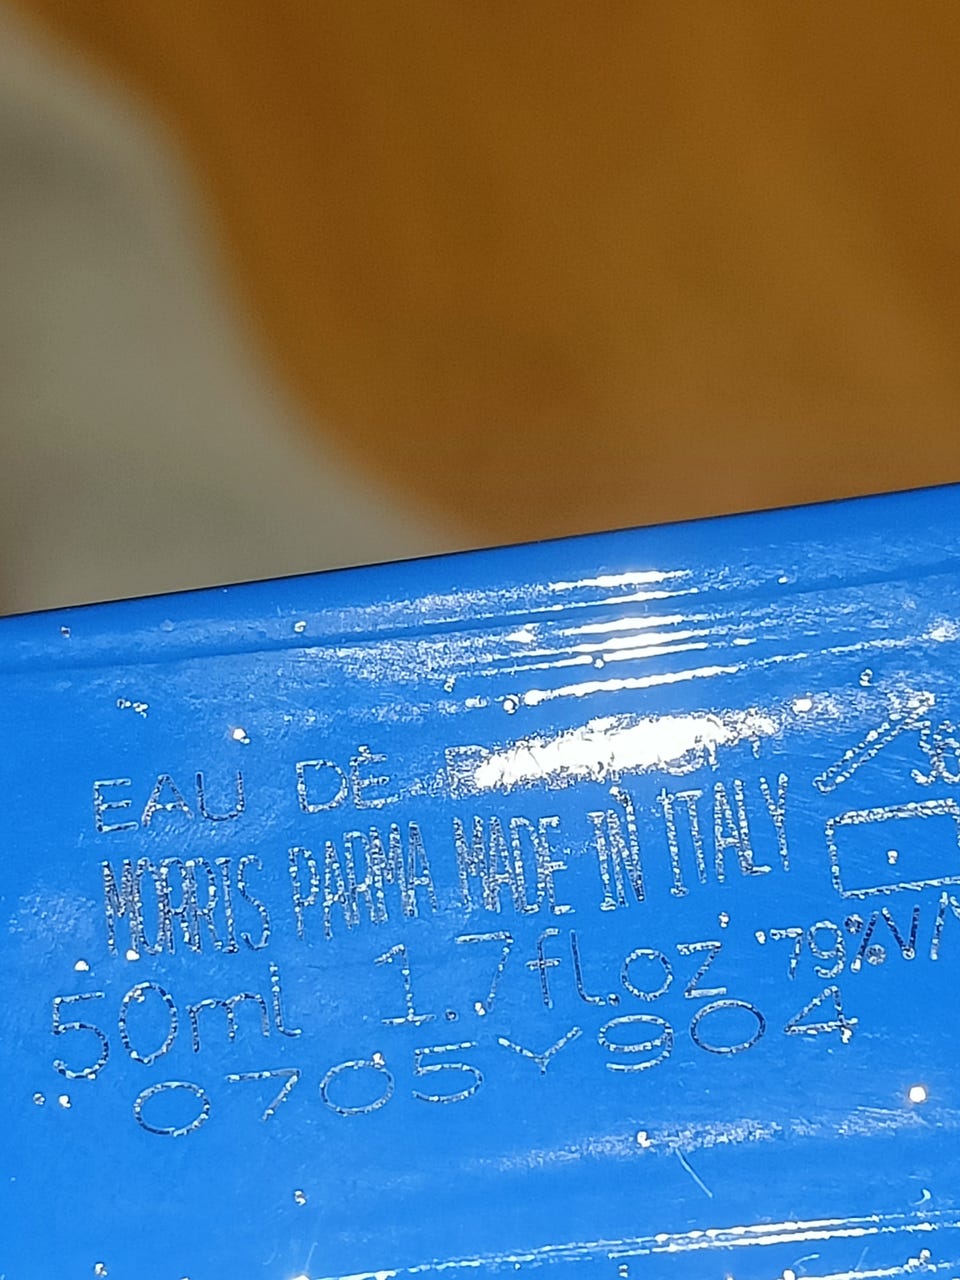 EAU DE
MORRIS PARMA MADE IN ITALY
50ml 1.7fl.oz 79%V/
0705Y904